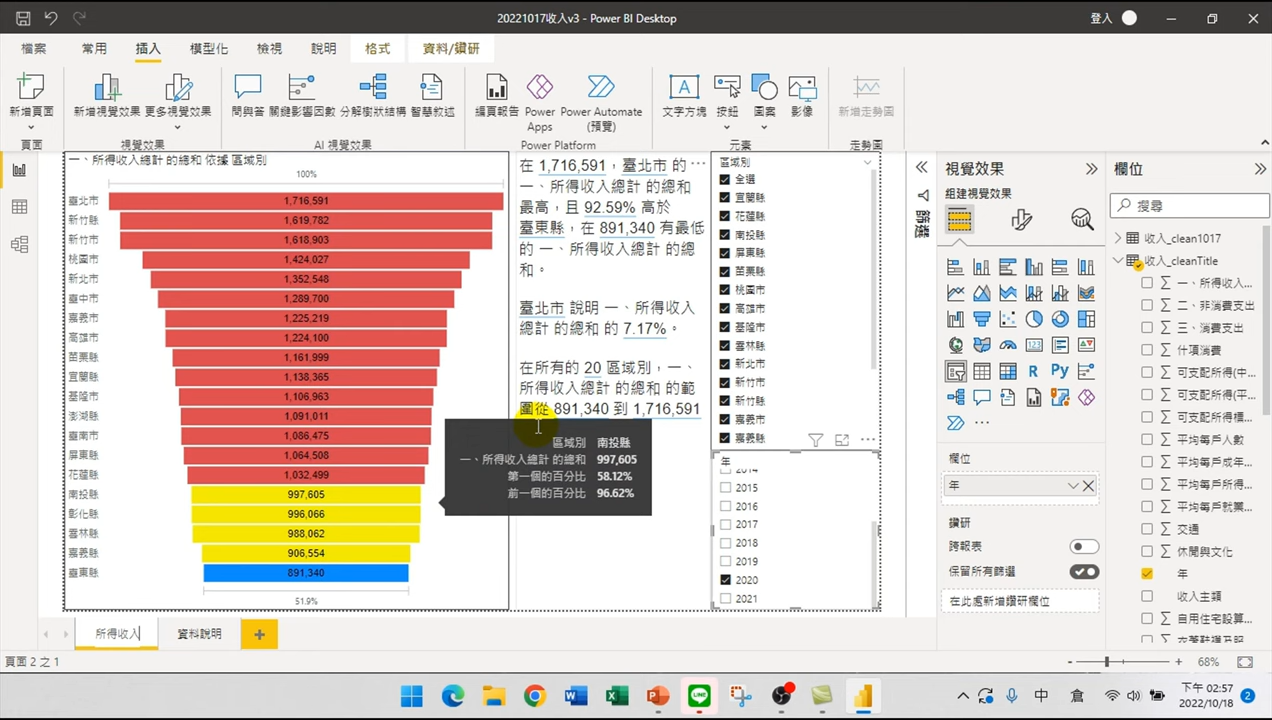 20221017收入v3 - Power BI Desktop
登入
檔案 常用 插入 模型化 檢視 說明 格式 資料/鑽研
新增頁面 新增視覺效果 更多視覺效果 問與答 關鍵影響因數 分解樹狀結構 智慧敘述 編頁報告 Power Apps Power Automate (預覽) 文字方塊 按鈕 圖案 影像 新增走勢圖
頁面 視覺效果 AI 視覺效果 Power Platform 元素 走勢圖
一、所得收入總計 的總和 依據 區域別
100%
臺北市 1,716,591
新竹縣 1,619,782
新竹市 1,618,903
桃園市 1,424,027
新北市 1,352,548
臺中市 1,289,700
嘉義市 1,225,219
高雄市 1,224,100
苗栗縣 1,161,999
宜蘭縣 1,138,365
基隆市 1,106,963
澎湖縣 1,091,011
臺南市 1,086,475
屏東縣 1,064,508
花蓮縣 1,032,499
南投縣 997,605
彰化縣 996,066
雲林縣 988,062
嘉義縣 906,554
臺東縣 891,340
51.9%
在 1,716,591，臺北市 的
一、所得收入總計 的總和
最高，且 92.59% 高於
臺東縣，在 891,340 有最低
的 一、所得收入總計 的總
和。
臺北市 說明 一、所得收入
總計 的總和 的 7.17%。
在所有的 20 區域別，一、
所得收入總計 的總和 的範
圍從 891,340 到 1,716,591
區域別 南投縣
一、所得收入總計 的總和 997,605
第一個的百分比 58.12%
前一個的百分比 96.62%
區域別
全選
宜蘭縣
花蓮縣
南投縣
屏東縣
苗栗縣
桃園市
高雄市
基隆市
雲林縣
新北市
新竹市
新竹縣
嘉義市
嘉義縣
年
2014
2015
2016
2017
2018
2019
2020
2021
篩選
視覺效果
組建視覺效果
R Py
123
欄位
年
鑽研
跨報表
保留所有篩選
在此處新增鑽研欄位
欄位
搜尋
收入_clean1017
收入_cleanTitle
一、所得收入...
二、非消費支出
三、消費支出
什項消費
可支配所得(中...
可支配所得(平...
可支配所得標...
平均每戶人數
平均每戶成年...
平均每戶所得...
平均每戶就業...
交通
休閒與文化
年
收入主類
自用住宅設算...
所得收入 資料說明 +
頁面 2 之 1
68%
中 倉 下午 02:57
2022/10/18 2